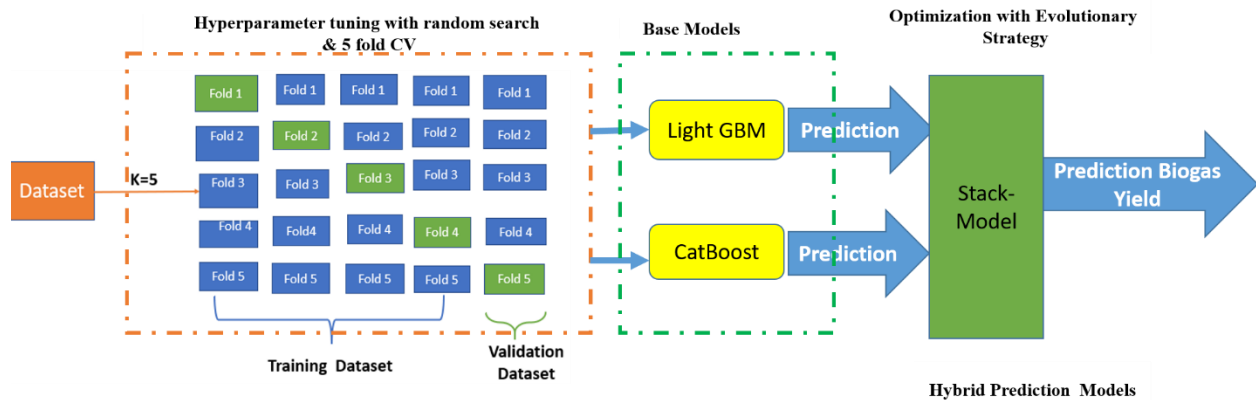 Hyperparameter tuning with random search
& 5 fold CV
Base Models
Optimization with Evolutionary
Strategy
Dataset
K=5
Fold 1
Fold 1
Fold 1
Fold 1
Fold 1
Fold 2
Fold 2
Fold 2
Fold 2
Fold 2
Fold 3
Fold 3
Fold 3
Fold 3
Fold 3
Fold 4
Fold4
Fold 4
Fold 4
Fold 4
Fold 5
Fold 5
Fold 5
Fold 5
Fold 5
Training Dataset
Validation
Dataset
Light GBM
Prediction
CatBoost
Prediction
Stack-
Model
Prediction Biogas
Yield
Hybrid Prediction Models